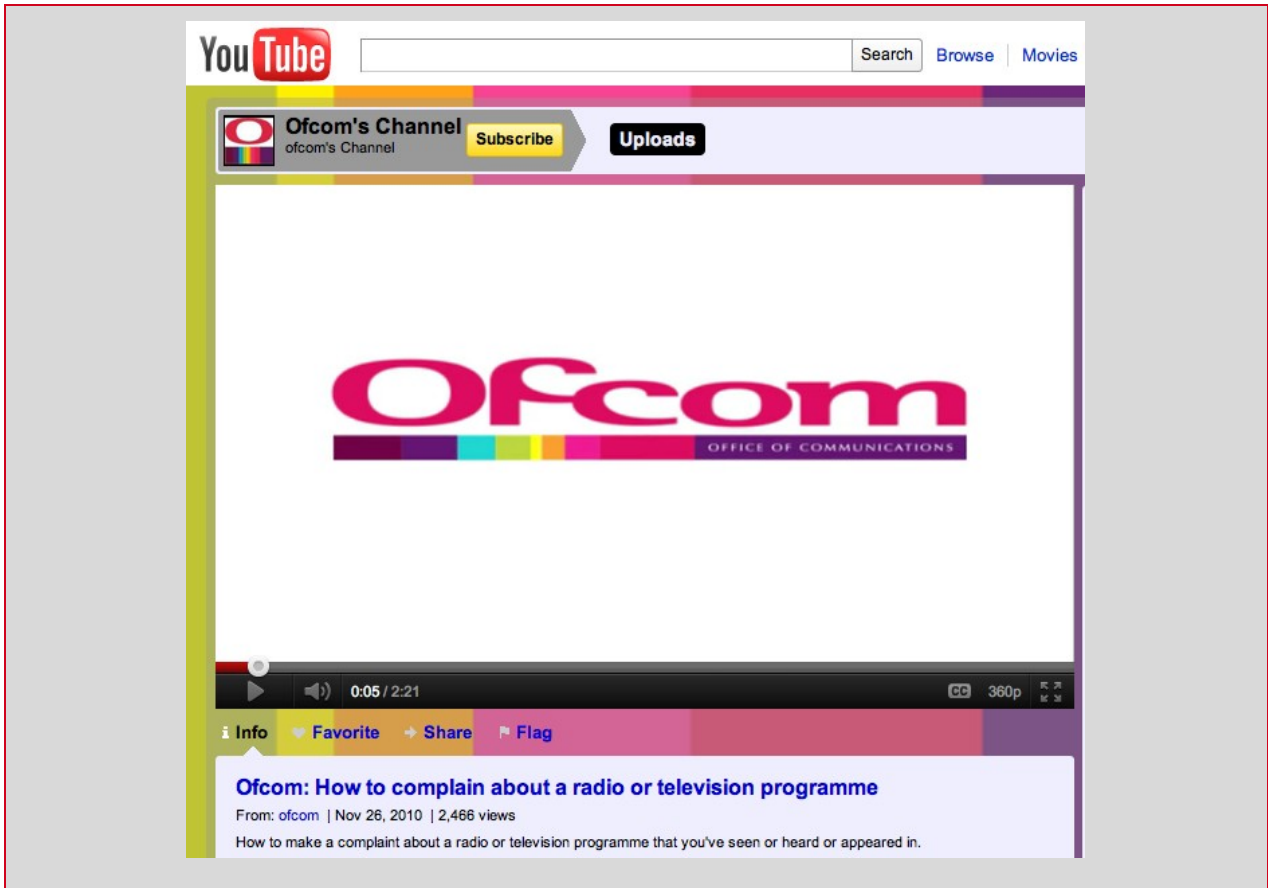 YouTube Search Browse Movies
Ofcom's Channel
ofcom's Channel
Subscribe
Uploads
Ofcom
OFFICE OF COMMUNICATIONS
0:05 / 2:21 CC 360p
i Info Favorite Share Flag
Ofcom: How to complain about a radio or television programme
From: ofcom | Nov 26, 2010 | 2,466 views
How to make a complaint about a radio or television programme that you've seen or heard or appeared in.